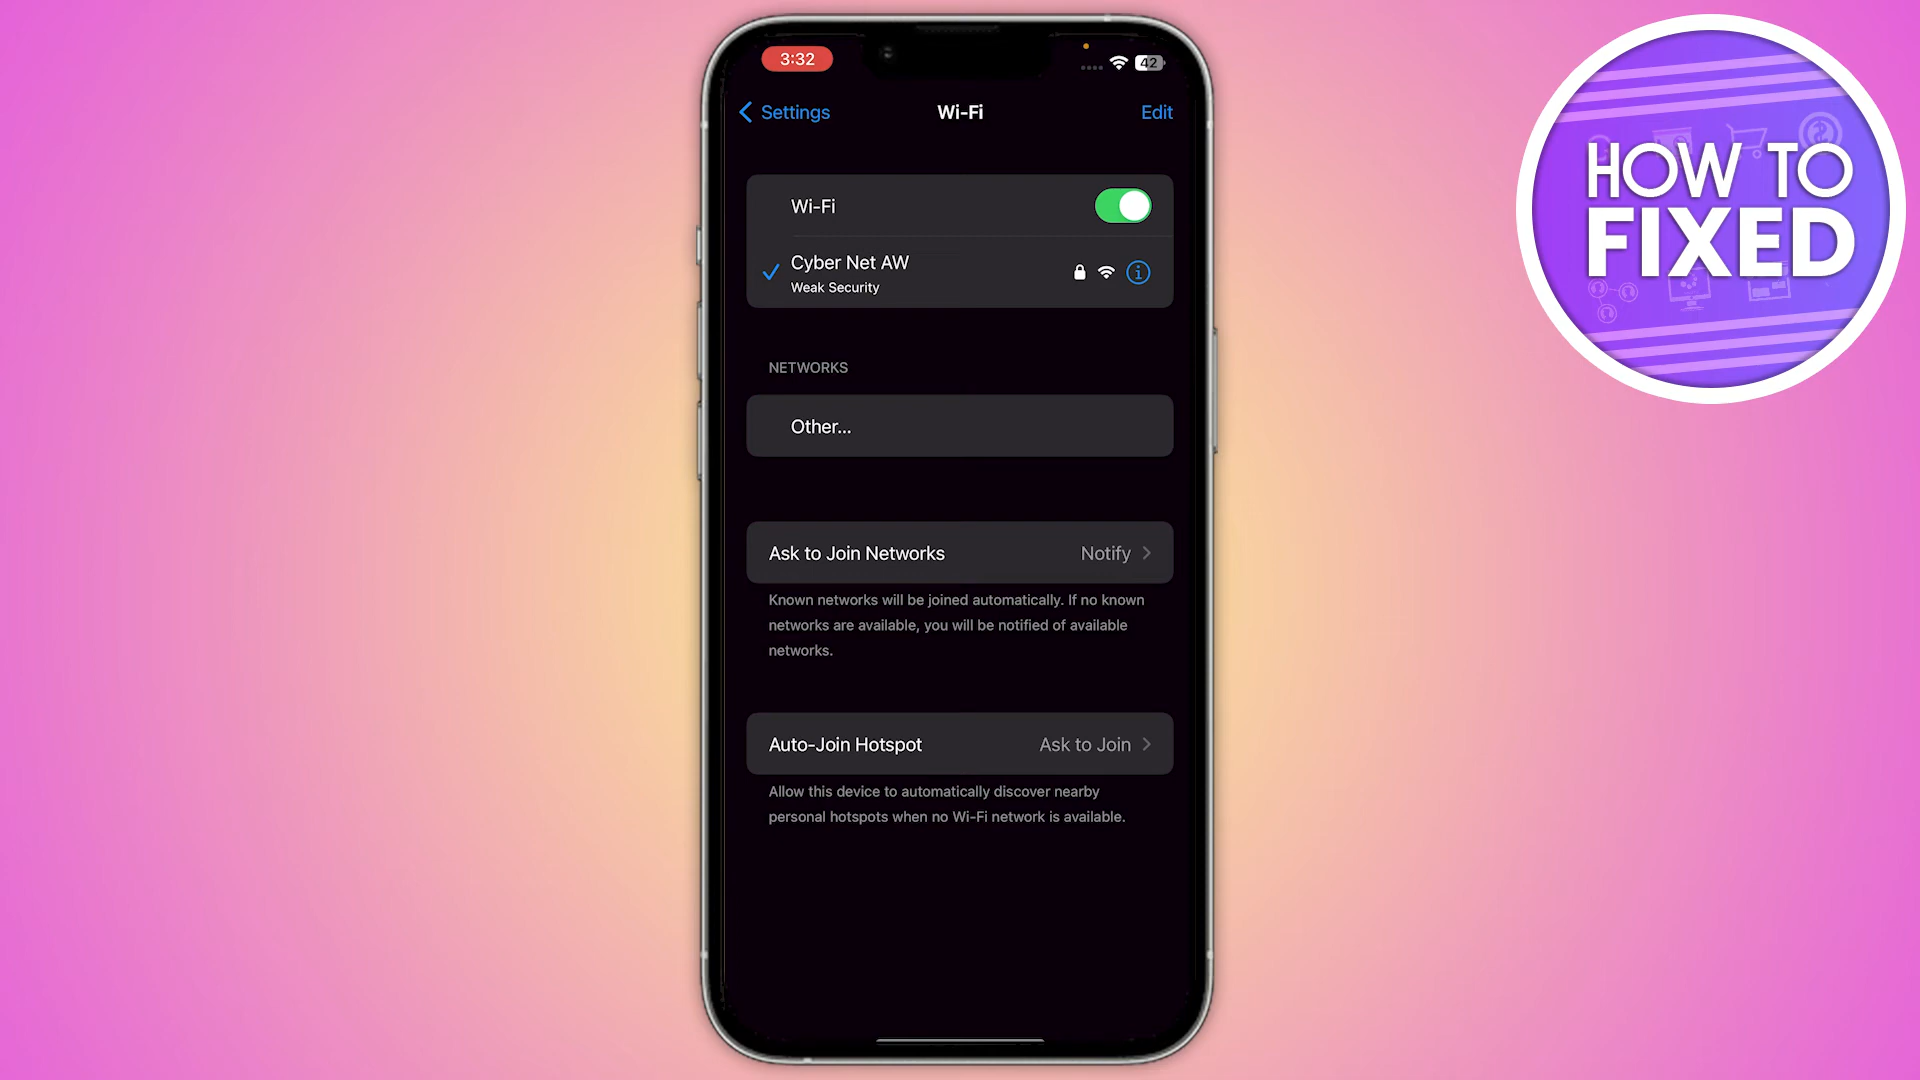 3:32
42
Settings
Wi-Fi
Edit
Wi-Fi
Cyber Net AW
Weak Security
NETWORKS
Other...
Ask to Join Networks
Notify
Known networks will be joined automatically. If no known
networks are available, you will be notified of available
networks.
Auto-Join Hotspot
Ask to Join
Allow this device to automatically discover nearby
personal hotspots when no Wi-Fi network is available.
HOW TO
FIXED